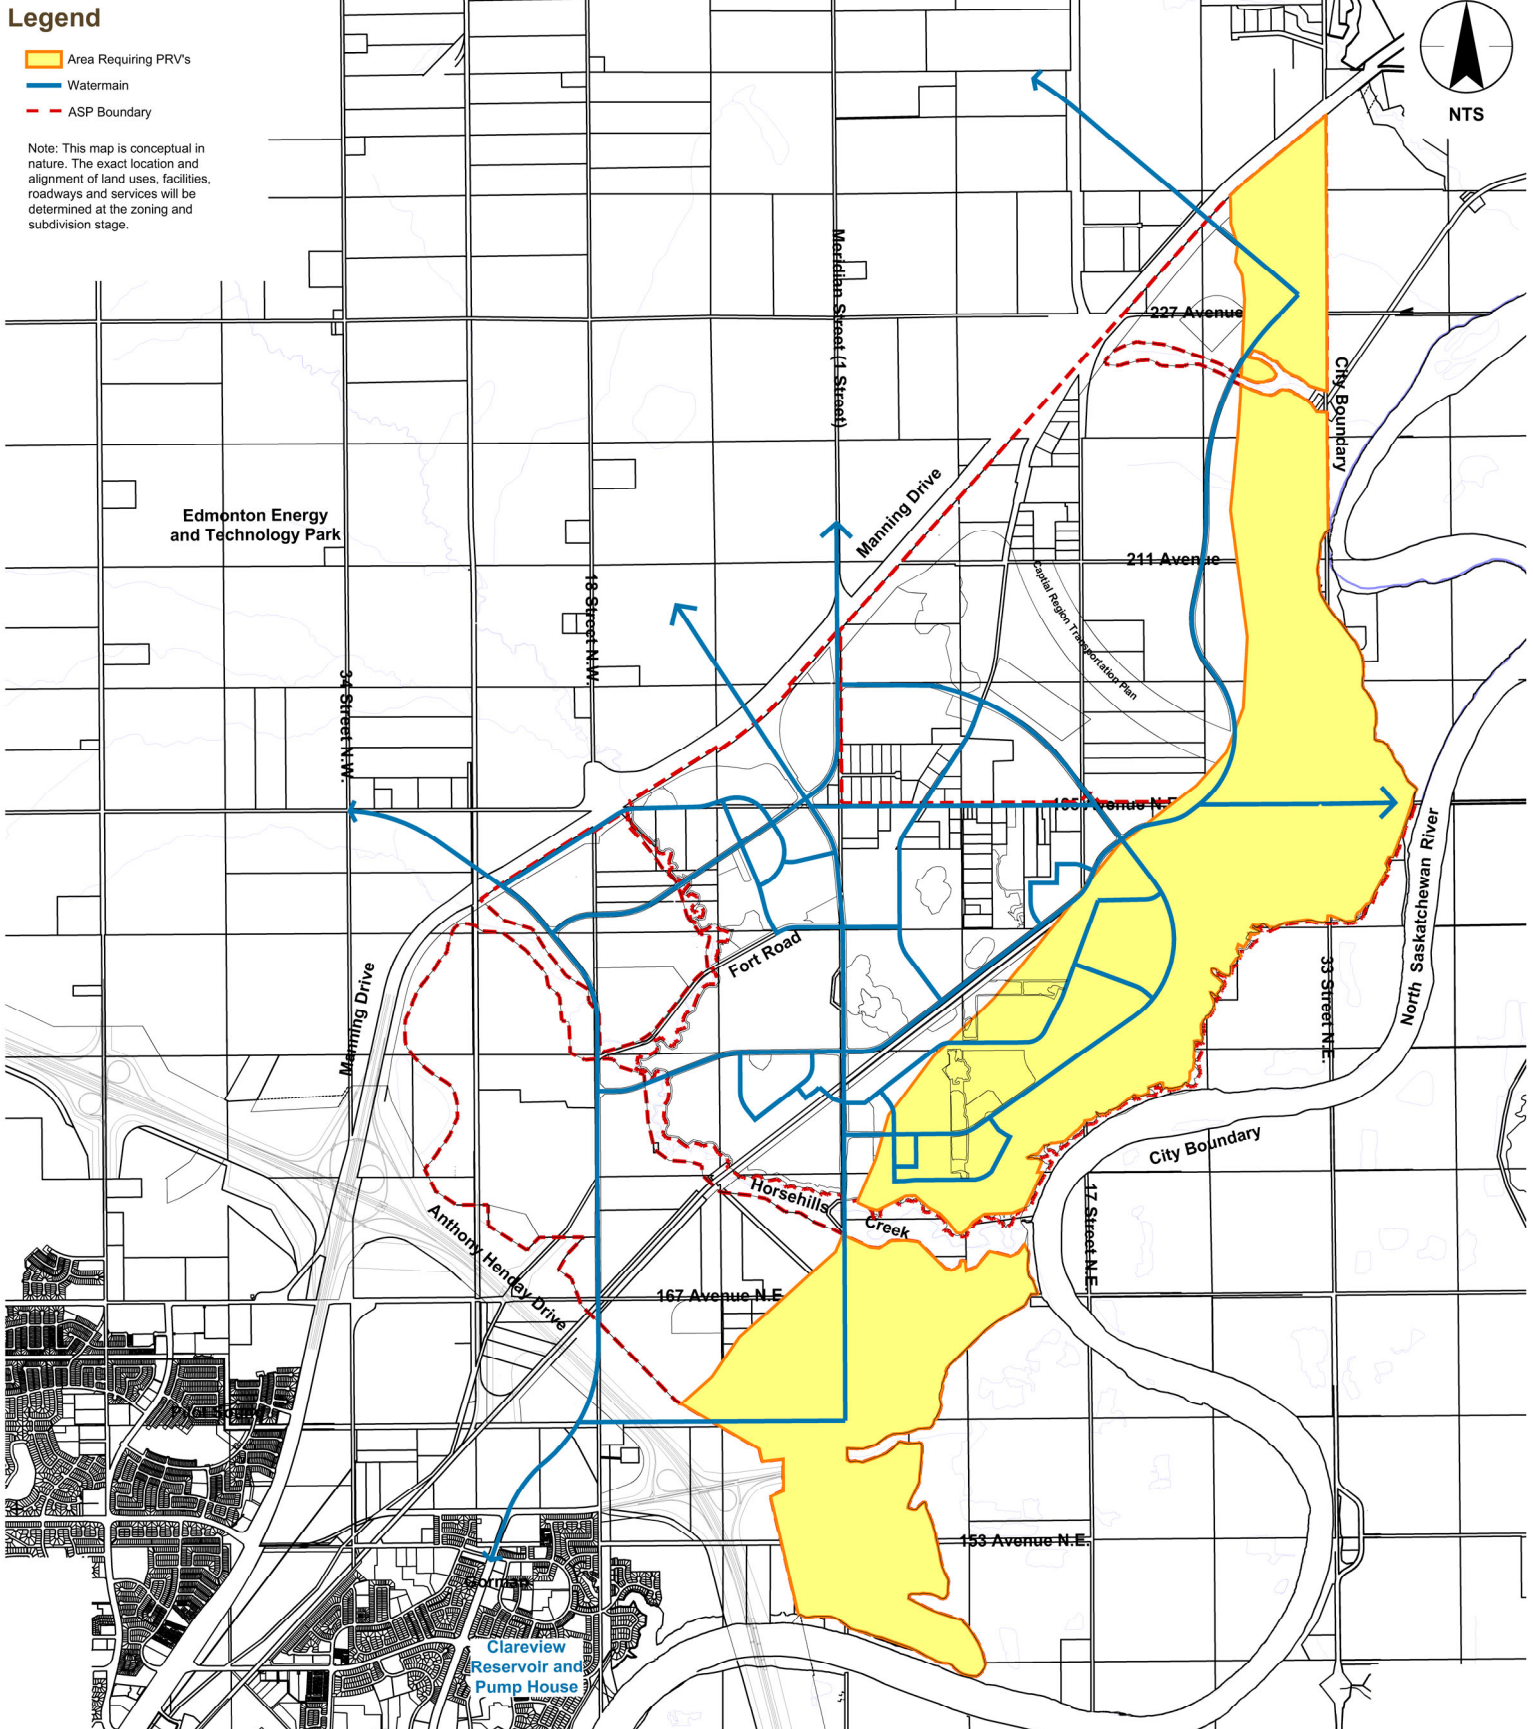 Legend
Area Requiring PRV's
Watermain
ASP Boundary
Note: This map is conceptual in
nature. The exact location and
alignment of land uses, facilities,
roadways and services will be
determined at the zoning and
subdivision stage.
NTS
Meridian Street (1 Street)
227 Avenue
City Boundary
Manning Drive
Edmonton Energy
and Technology Park
211 Avenue
Captial Region Transportation Plan
18 Street N.W.
34 Street N.W.
195 Avenue N.E
North Saskatchewan River
Fort Road
33 Street N.E.
Manning Drive
City Boundary
Horsehills
Creek
17 Street N.E.
Anthony Henday Drive
167 Avenue N.E
153 Avenue N.E.
Gorman
Clareview
Reservoir and
Pump House